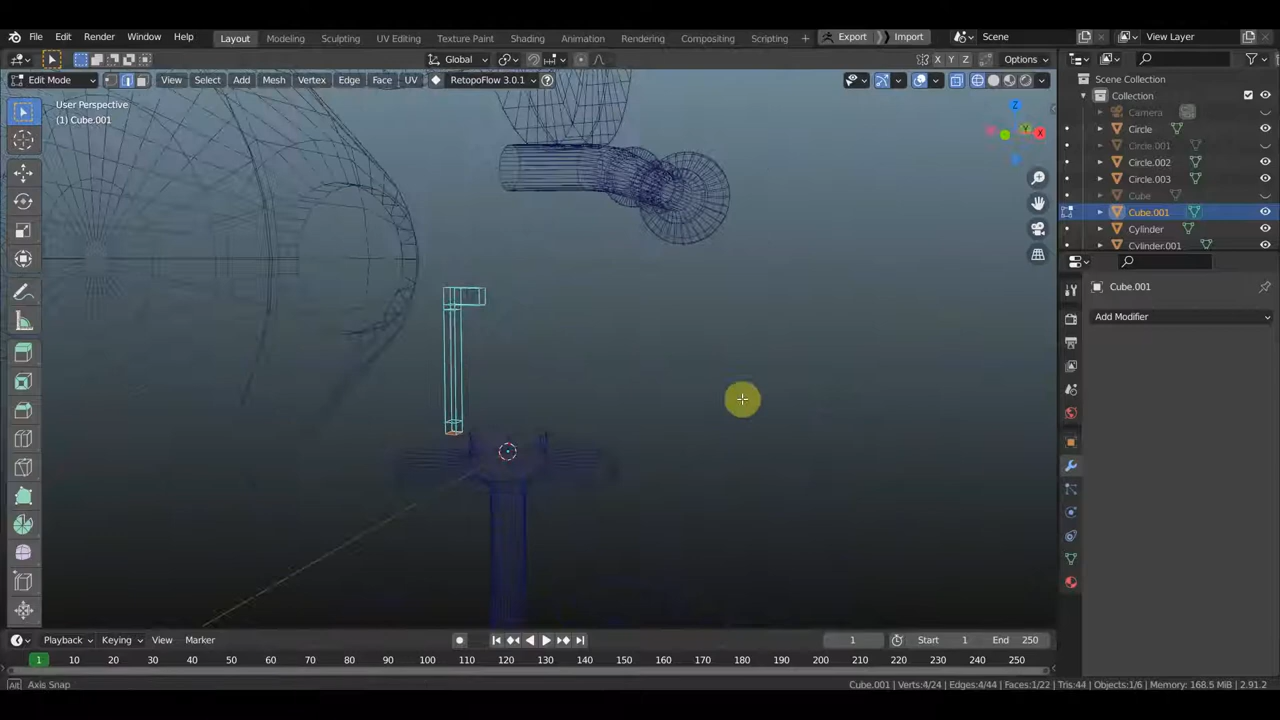 File Edit Render Window Help Layout Modeling Sculpting UV Editing Texture Paint Shading Animation Rendering Compositing Scripting + Export Import Scene View Layer
Global X Y Z Options
Edit Mode View Select Add Mesh Vertex Edge Face UV RetopoFlow 3.0.1
User Perspective
(1) Cube.001
Z
Y
X
Scene Collection
Collection
Camera
Circle
Circle.001
Circle.002
Circle.003
Cube
Cube.001
Cylinder
Cylinder.001
Cube.001
Add Modifier
Playback Keying View Marker 1 Start 1 End 250
1 10 20 30 40 50 60 70 80 90 100 110 120 130 140 150 160 170 180 190 200 210 220 230 240 250
Alt Axis Snap Cube.001 | Verts:4/24 | Edges:4/44 | Faces:1/22 | Tris:44 | Objects:1/6 | Memory: 168.5 MiB | 2.91.2